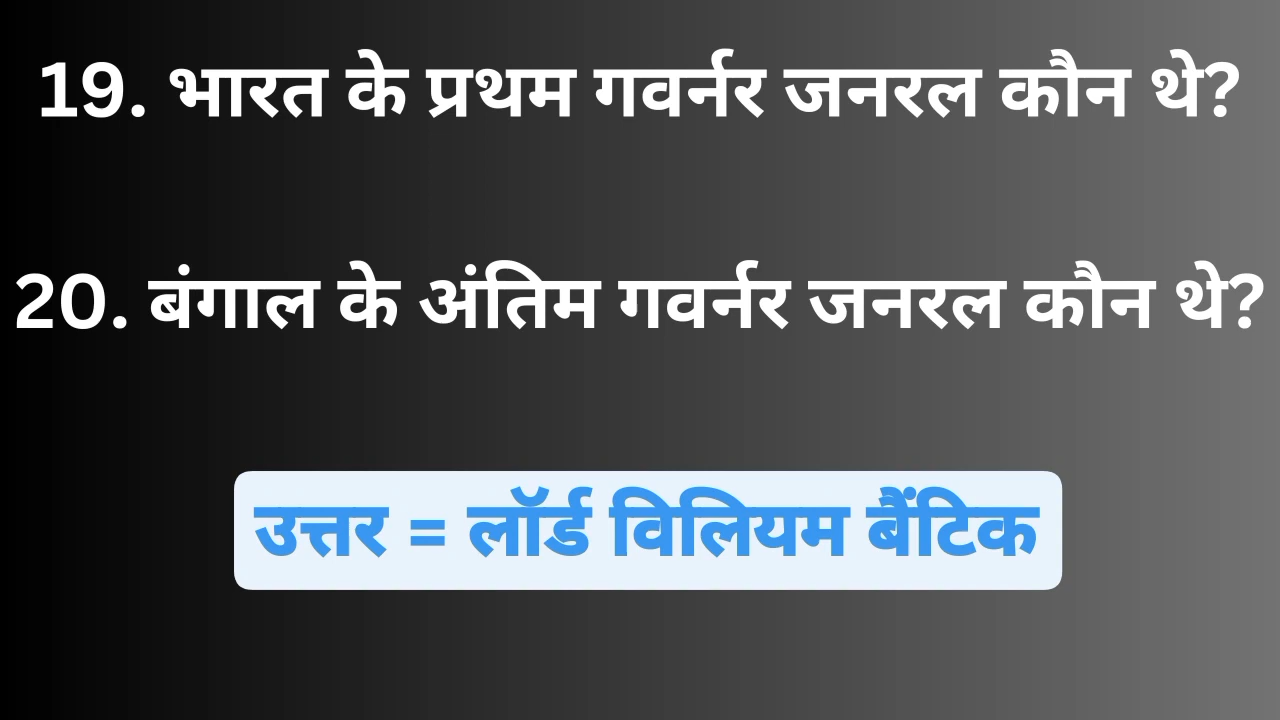 19. भारत के प्रथम गवर्नर जनरल कौन थे?
20. बंगाल के अंतिम गवर्नर जनरल कौन थे?
उत्तर = लॉर्ड विलियम बैंटिक